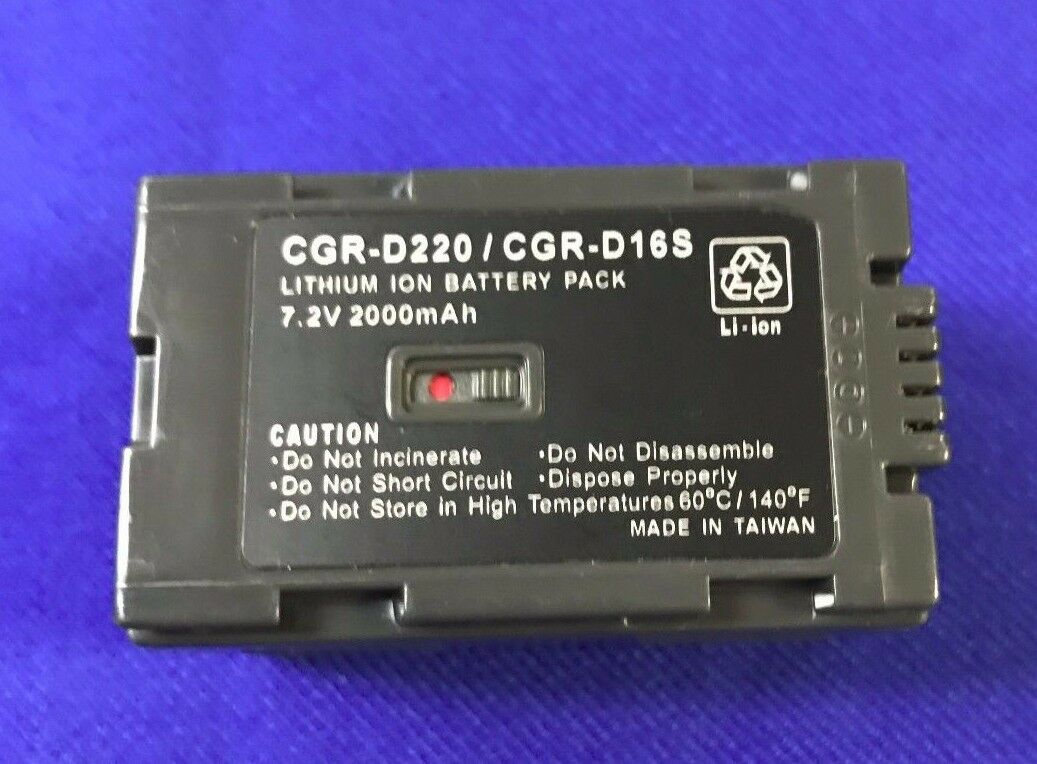 CGR-D220 / CGR-D16S
LITHIUM ION BATTERY PACK
7.2V 2000mAh
Li-ion
CAUTION
•Do Not Incinerate •Do Not Disassemble
•Do Not Short Circuit •Dispose Properly
•Do Not Store in High Temperatures 60°C/140°F
MADE IN TAIWAN